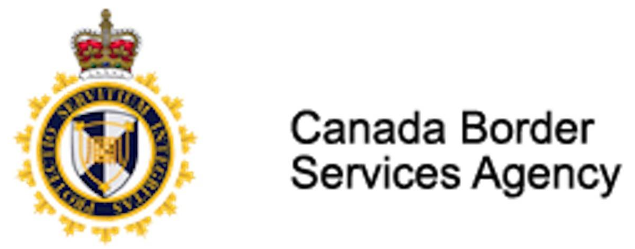 PROTECTIO SERVITIUM INTEGRITAS
Canada Border
Services Agency